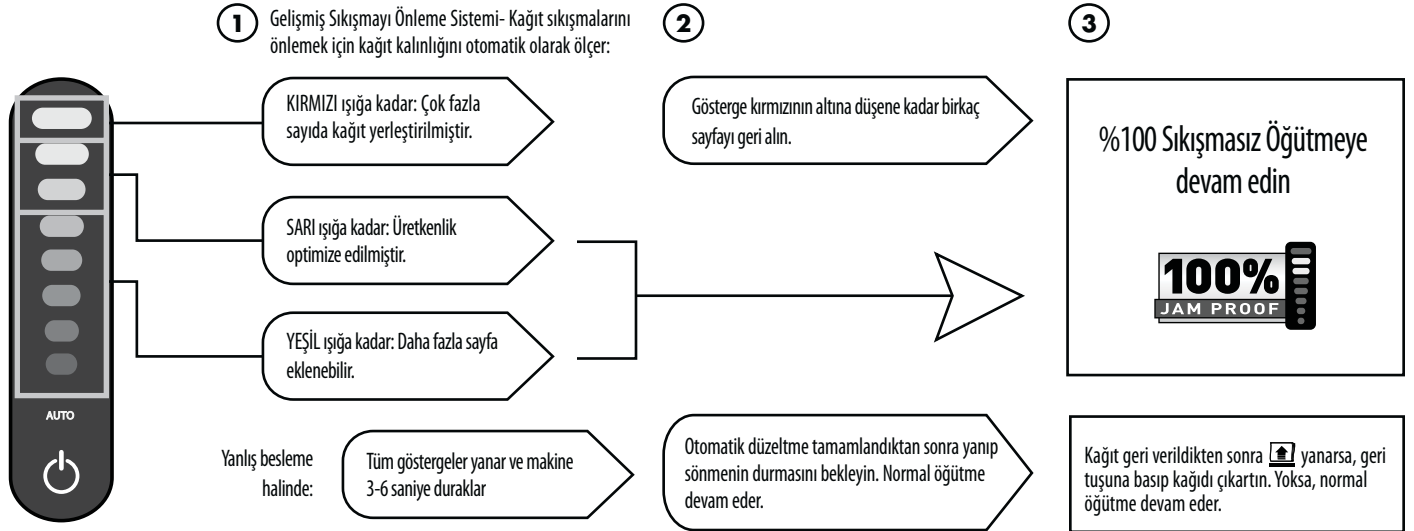 1
Gelişmiş Sıkışmayı Önleme Sistemi- Kağıt sıkışmalarını
önlemek için kağıt kalınlığını otomatik olarak ölçer:
KIRMIZI ışığa kadar: Çok fazla
sayıda kağıt yerleştirilmiştir.
SARI ışığa kadar: Üretkenlik
optimize edilmiştir.
YEŞİL ışığa kadar: Daha fazla sayfa
eklenebilir.
2
Gösterge kırmızının altına düşene kadar birkaç
sayfayı geri alın.
3
%100 Sıkışmasız Öğütmeye
devam edin
100%
JAM PROOF
AUTO
Yanlış besleme
halinde:
Tüm göstergeler yanar ve makine
3-6 saniye duraklar
Otomatik düzeltme tamamlandıktan sonra yanıp
sönmenin durmasını bekleyin. Normal öğütme
devam eder.
Kağıt geri verildikten sonra yanarsa, geri
tuşuna basıp kağıdı çıkartın. Yoksa, normal
öğütme devam eder.